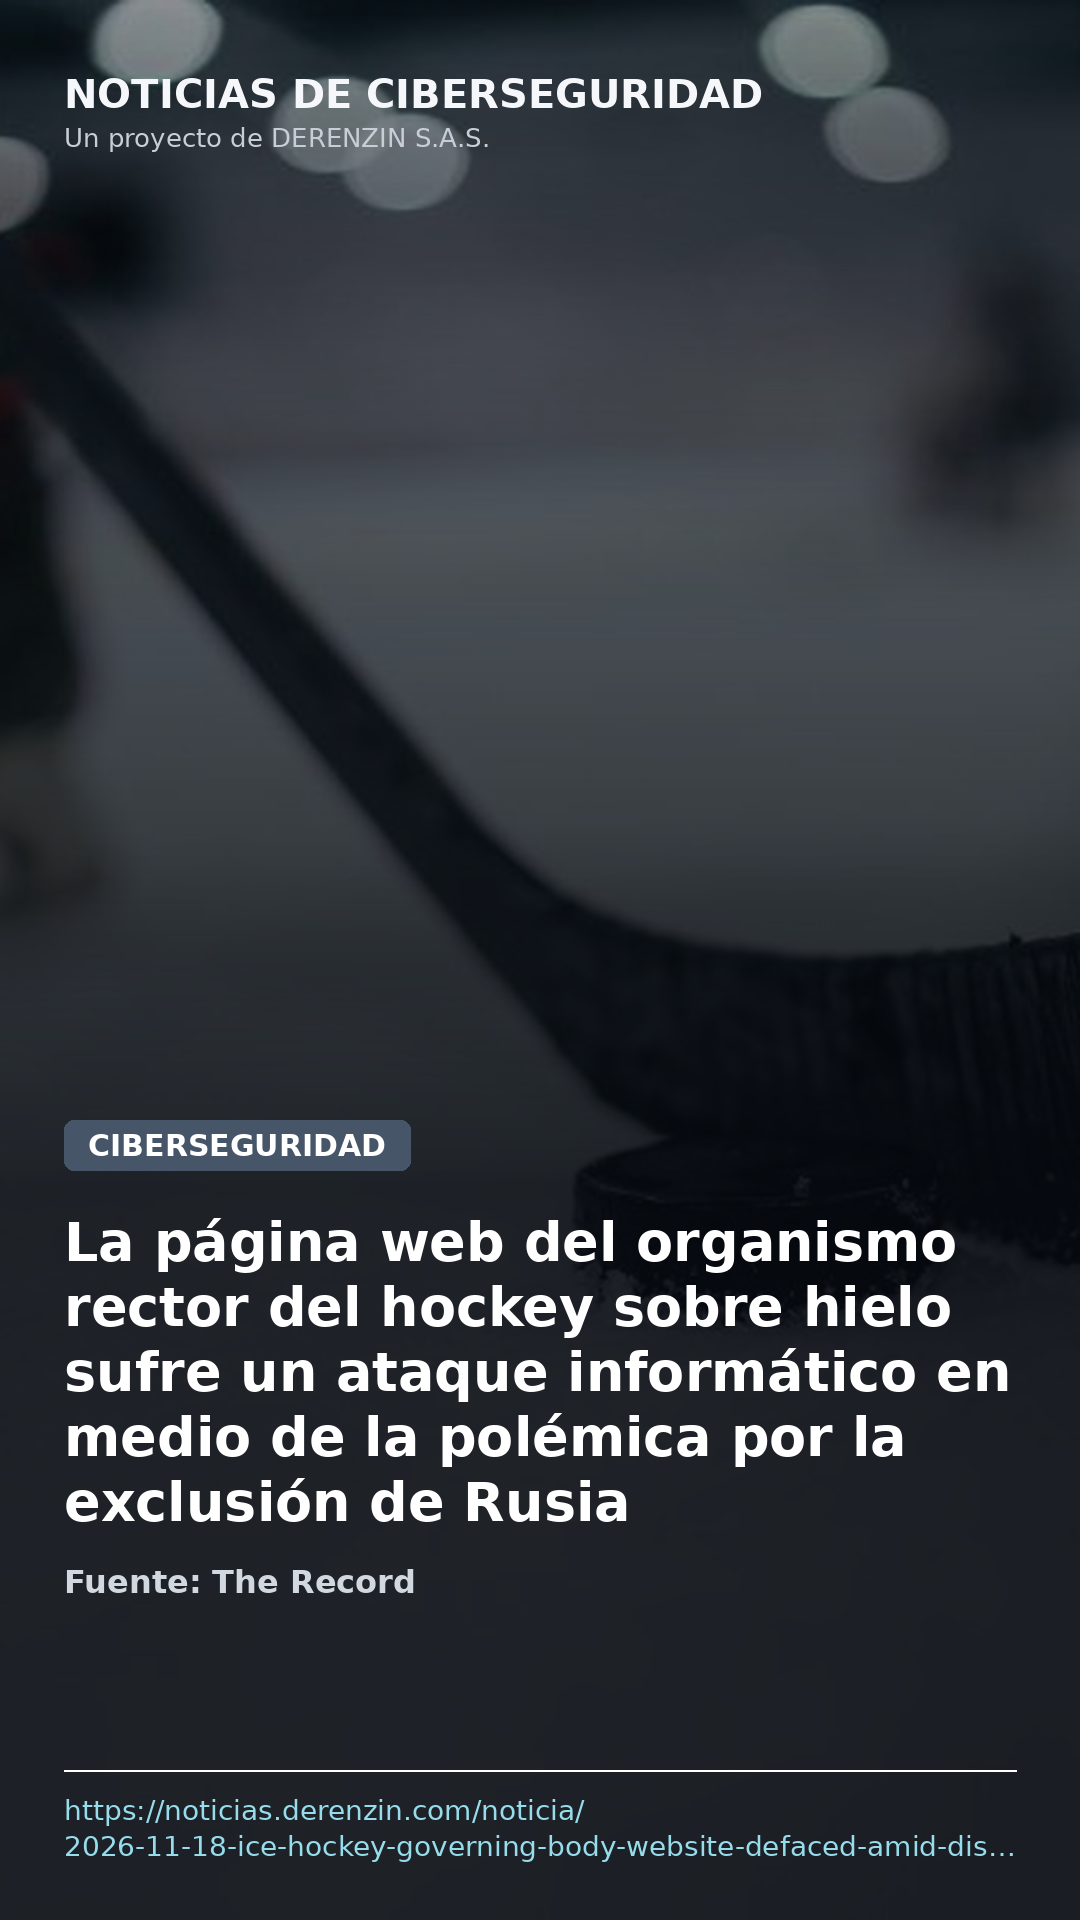 NOTICIAS DE CIBERSEGURIDAD
Un proyecto de DERENZIN S.A.S.
CIBERSEGURIDAD
La página web del organismo
rector del hockey sobre hielo
sufre un ataque informático en
medio de la polémica por la
exclusión de Rusia
Fuente: The Record
https://noticias.derenzin.com/noticia/
2026-11-18-ice-hockey-governing-body-website-defaced-amid-dis...